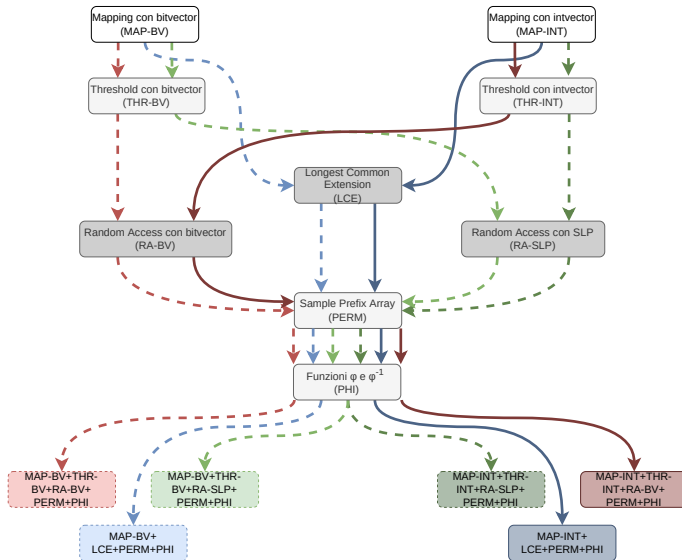 Mapping con bitvector
(MAP-BV)
Mapping con intvector
(MAP-INT)
Threshold con bitvector
(THR-BV)
Threshold con intvector
(THR-INT)
Longest Common
Extension
(LCE)
Random Access con bitvector
(RA-BV)
Random Access con SLP
(RA-SLP)
Sample Prefix Array
(PERM)
Funzioni φ e φ⁻¹
(PHI)
MAP-BV+THR-
BV+RA-BV+
PERM+PHI
MAP-BV+THR-
BV+RA-SLP+
PERM+PHI
MAP-INT+THR-
INT+RA-SLP+
PERM+PHI
MAP-INT+THR-
INT+RA-BV+
PERM+PHI
MAP-BV+
LCE+PERM+PHI
MAP-INT+
LCE+PERM+PHI